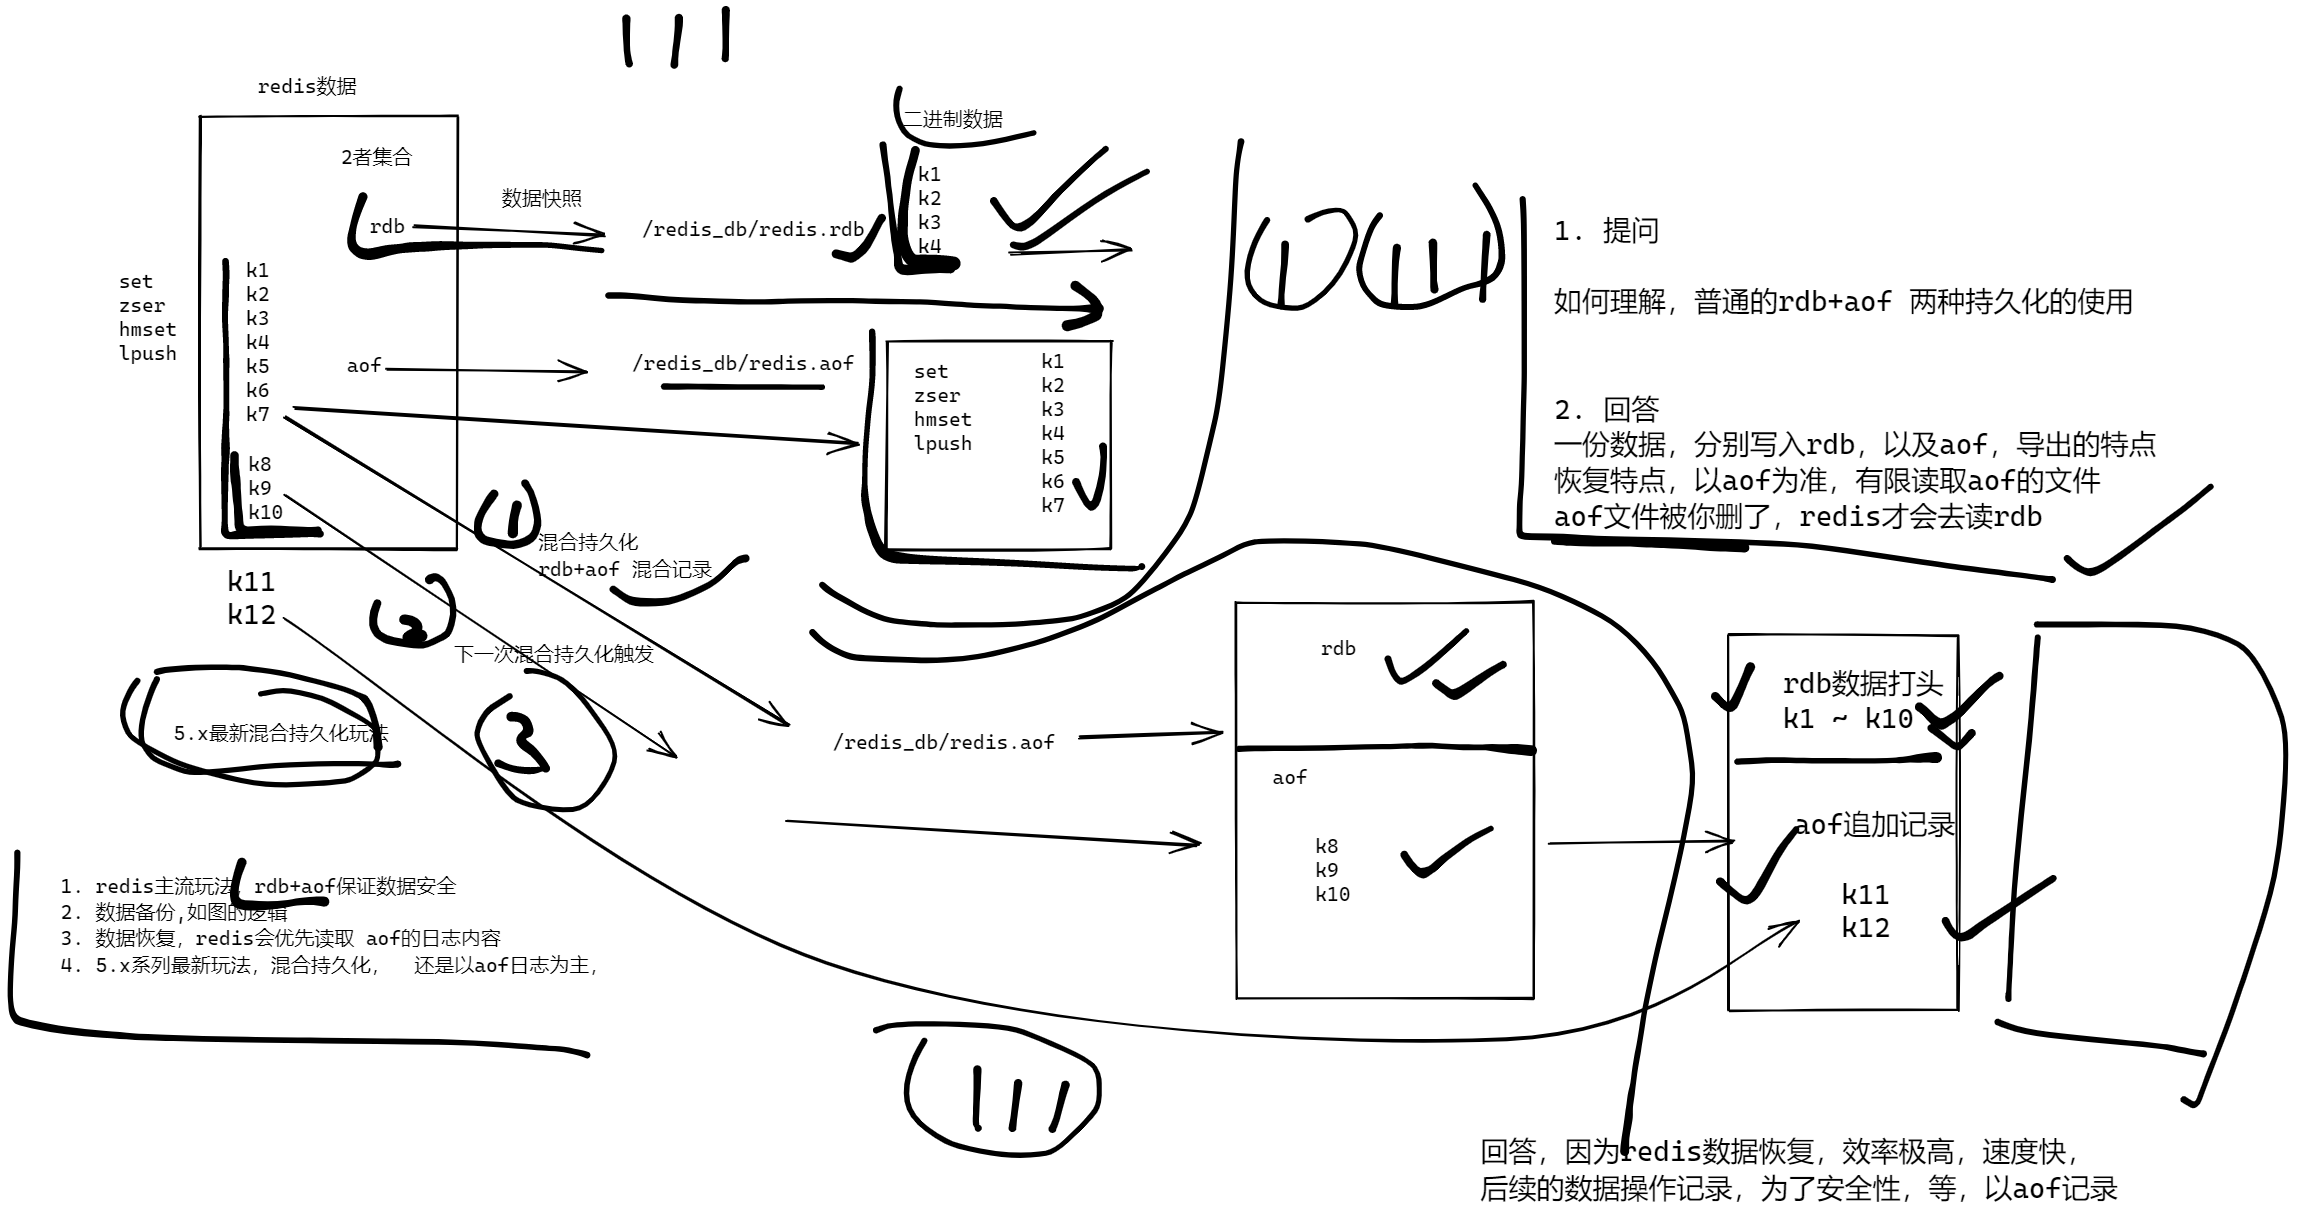 redis数据
2者集合
rdb
set
zser
hmset
lpush
k1
k2
k3
k4
k5
k6
k7
k8
k9
k10
aof
k11
k12
数据快照
/redis_db/redis.rdb
二进制数据
k1
k2
k3
k4
/redis_db/redis.aof
set
zser
hmset
lpush
k1
k2
k3
k4
k5
k6
k7
1. 提问
如何理解，普通的rdb+aof 两种持久化的使用
2. 回答
一份数据，分别写入rdb，以及aof，导出的特点
恢复特点，以aof为准，有限读取aof的文件
aof文件被你删了，redis才会去读rdb
1
混合持久化
rdb+aof 混合记录
2
下一次混合持久化触发
3
5.x最新混合持久化玩法
/redis_db/redis.aof
rdb
aof
k8
k9
k10
rdb数据打头
k1 ~ k10
aof追加记录
k11
k12
1. redis主流玩法，rdb+aof保证数据安全
2. 数据备份,如图的逻辑
3. 数据恢复，redis会优先读取 aof的日志内容
4. 5.x系列最新玩法，混合持久化， 还是以aof日志为主，
回答，因为redis数据恢复，效率极高，速度快，
后续的数据操作记录，为了安全性，等，以aof记录